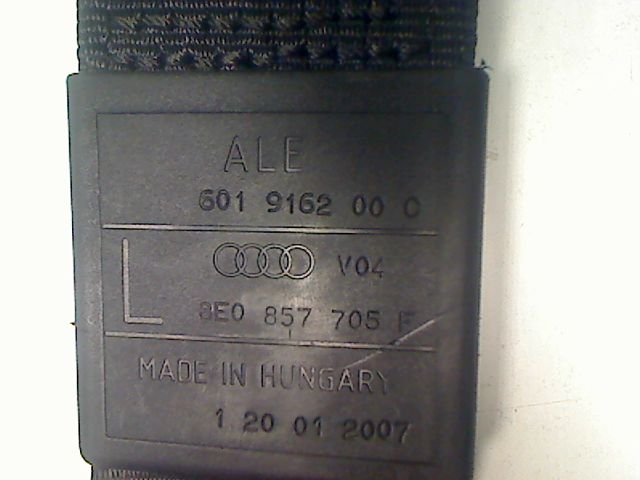 ALE
601 9162 00 C
L
V04
8E0 857 705 F
MADE IN HUNGARY
1 20 01 2007